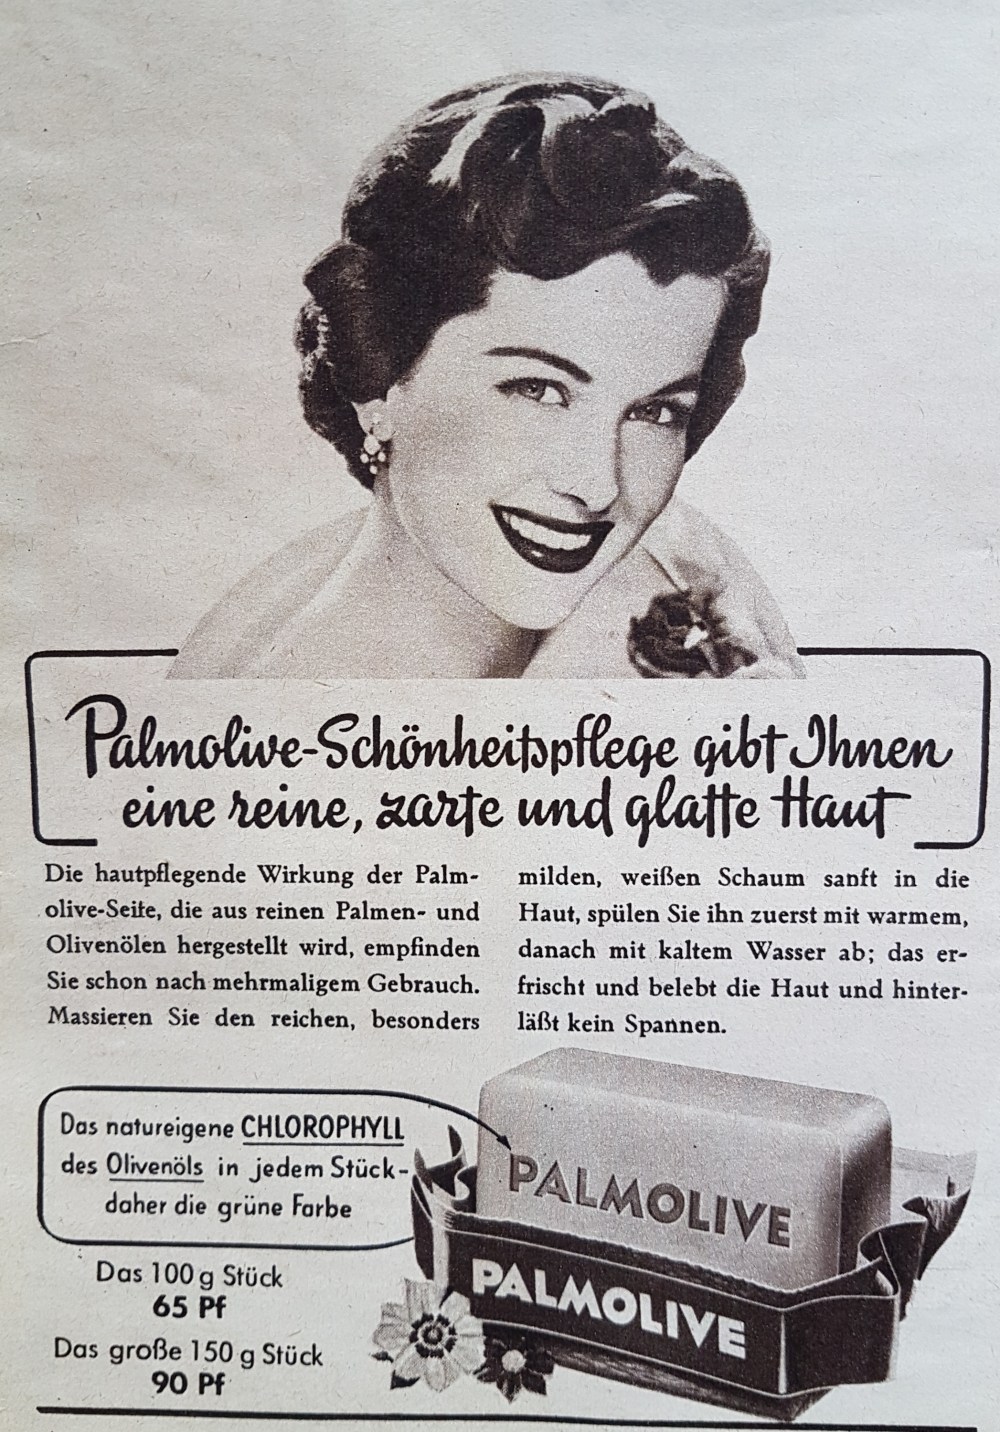 Palmolive-Schönheitspflege gibt Ihnen
eine reine, zarte und glatte Haut
Die hautpflegende Wirkung der Palm-
olive-Seife, die aus reinen Palmen- und
Olivenölen hergestellt wird, empfinden
Sie schon nach mehrmaligem Gebrauch.
Massieren Sie den reichen, besonders
milden, weißen Schaum sanft in die
Haut, spülen Sie ihn zuerst mit warmem,
danach mit kaltem Wasser ab; das er-
frischt und belebt die Haut und hinter-
läßt kein Spannen.
Das natureigene CHLOROPHYLL
des Olivenöls in jedem Stück-
daher die grüne Farbe
PALMOLIVE
PALMOLIVE
Das 100 g Stück
65 Pf
Das große 150 g Stück
90 Pf